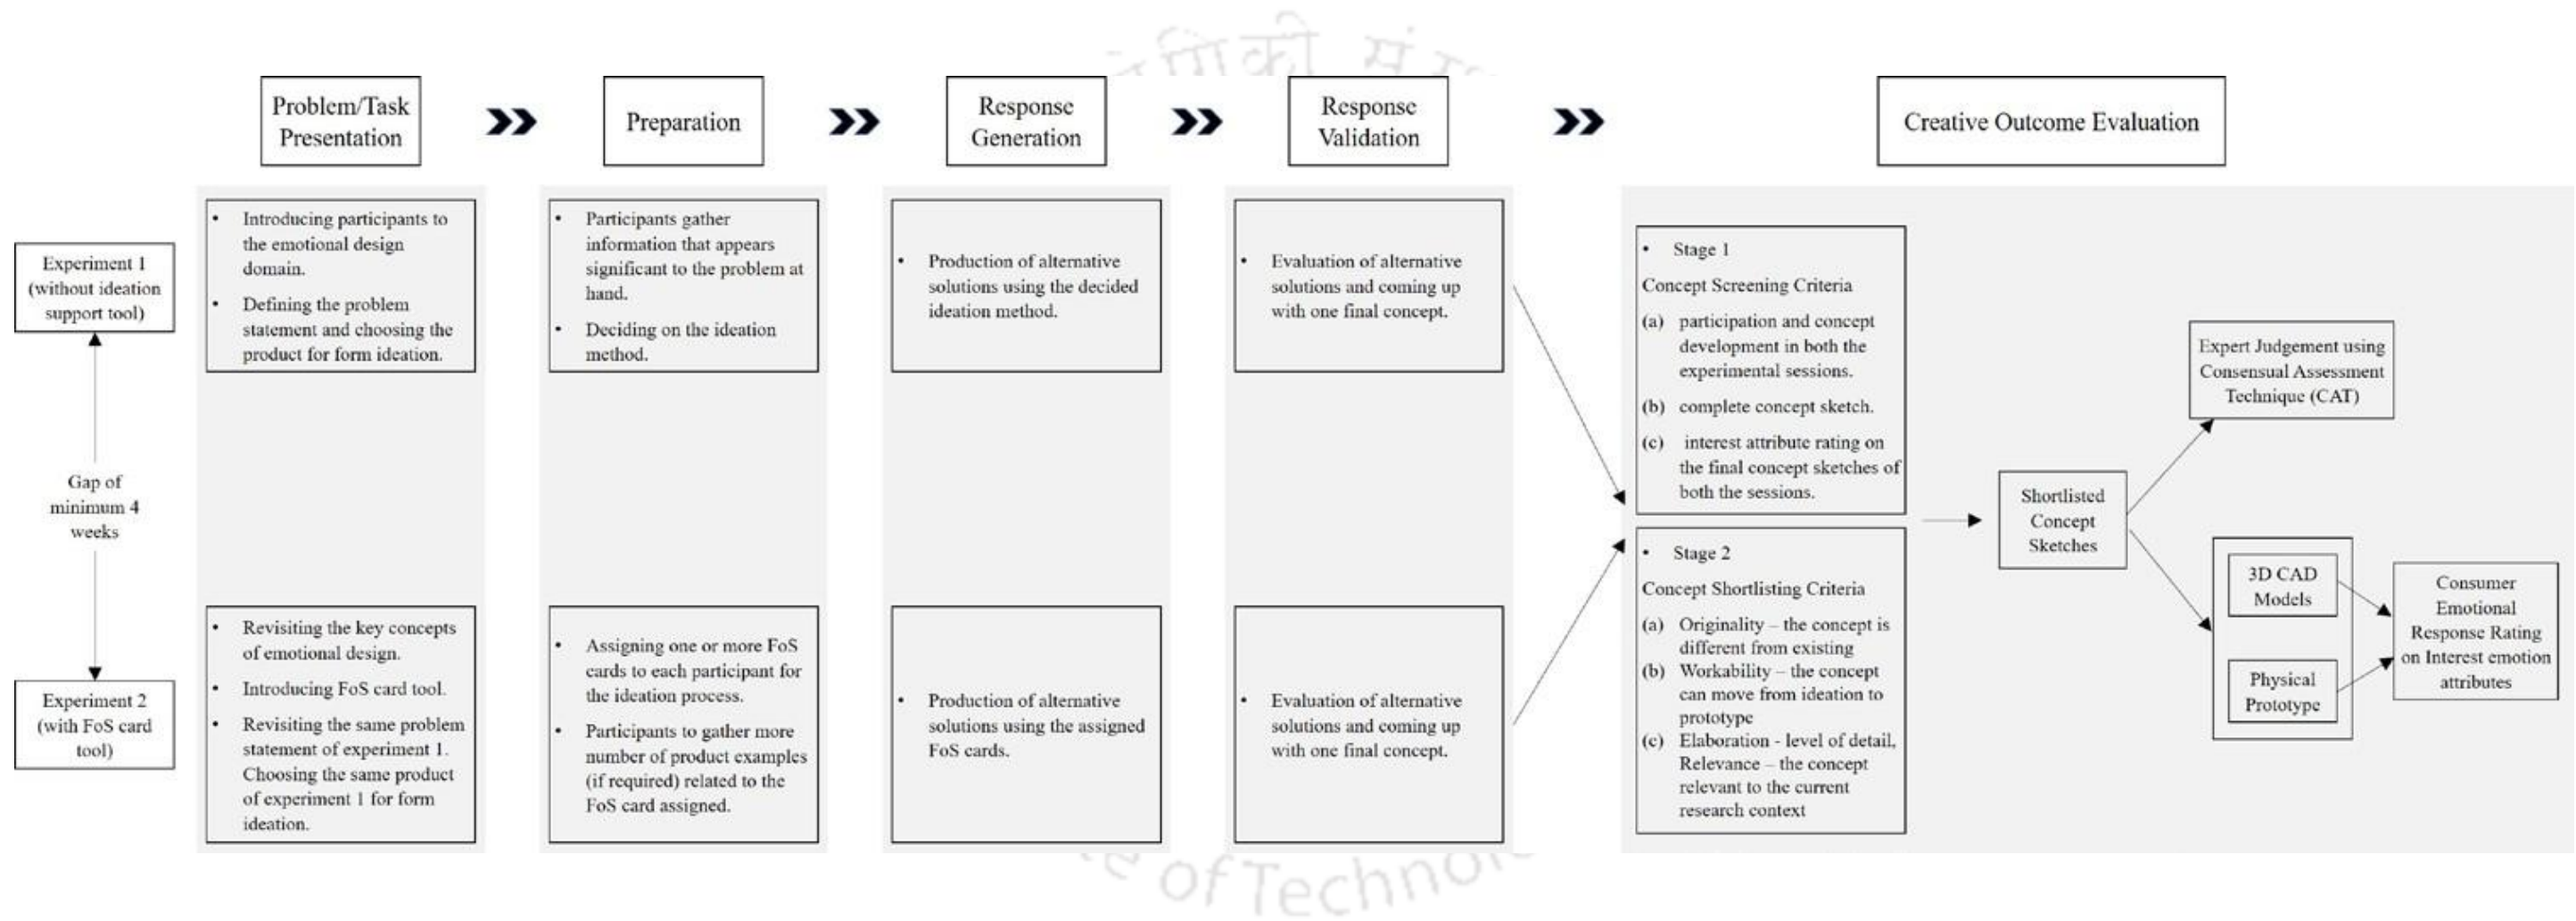 Problem/Task
Presentation
Preparation
Response
Generation
Response
Validation
Creative Outcome Evaluation
Experiment 1
(without ideation
support tool)
Gap of
minimum 4
weeks
Experiment 2
(with FoS card
tool)
• Introducing participants to
the emotional design
domain.
• Defining the problem
statement and choosing the
product for form ideation.
• Participants gather
information that appears
significant to the problem at
hand.
• Deciding on the ideation
method.
• Production of alternative
solutions using the decided
ideation method.
• Evaluation of alternative
solutions and coming up
with one final concept.
• Revisiting the key concepts
of emotional design.
• Introducing FoS card tool.
• Revisiting the same problem
statement of experiment 1.
Choosing the same product
of experiment 1 for form
ideation.
• Assigning one or more FoS
cards to each participant for
the ideation process.
• Participants to gather more
number of product examples
(if required) related to the
FoS card assigned.
• Production of alternative
solutions using the assigned
FoS cards.
• Evaluation of alternative
solutions and coming up
with one final concept.
• Stage 1
Concept Screening Criteria
(a) participation and concept
development in both the
experimental sessions.
(b) complete concept sketch.
(c) interest attribute rating on
the final concept sketches of
both the sessions.
• Stage 2
Concept Shortlisting Criteria
(a) Originality – the concept is
different from existing
(b) Workability – the concept
can move from ideation to
prototype
(c) Elaboration - level of detail,
Relevance – the concept
relevant to the current
research context
Shortlisted
Concept
Sketches
Expert Judgement using
Consensual Assessment
Technique (CAT)
3D CAD
Models
Physical
Prototype
Consumer
Emotional
Response Rating
on Interest emotion
attributes
of